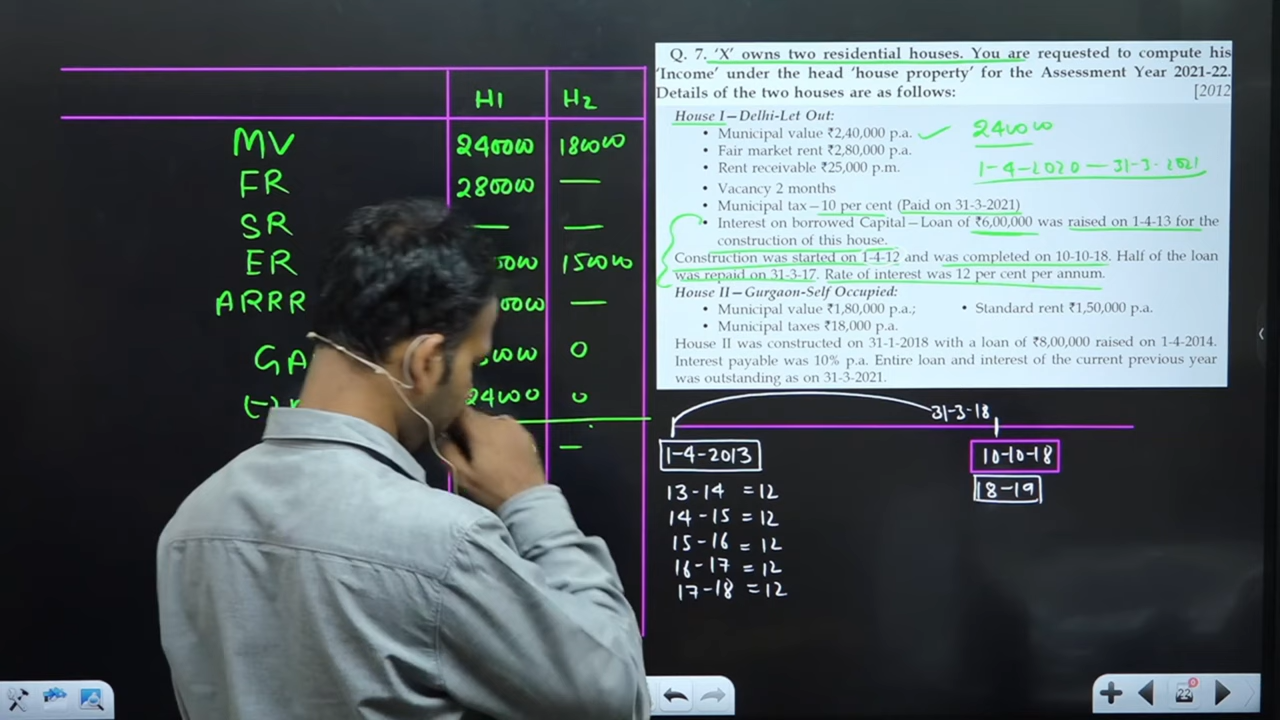 H1 H2
MV 240000 180000
FR 280000 —
SR — —
ER 150000
ARRR —
GA 0
(-) 24000 0
—
Q. 7. 'X' owns two residential houses. You are requested to compute his
'Income' under the head 'house property' for the Assessment Year 2021-22.
Details of the two houses are as follows: [2012
House I—Delhi-Let Out:
• Municipal value ₹2,40,000 p.a. ✓ 240000
• Fair market rent ₹2,80,000 p.a.
• Rent receivable ₹25,000 p.m. 1-4-2020 — 31-3-2021
• Vacancy 2 months
• Municipal tax—10 per cent (Paid on 31-3-2021)
• Interest on borrowed Capital—Loan of ₹6,00,000 was raised on 1-4-13 for the
construction of this house.
Construction was started on 1-4-12 and was completed on 10-10-18. Half of the loan
was repaid on 31-3-17. Rate of interest was 12 per cent per annum.
House II—Gurgaon-Self Occupied:
• Municipal value ₹1,80,000 p.a.; • Standard rent ₹1,50,000 p.a.
• Municipal taxes ₹18,000 p.a.
House II was constructed on 31-1-2018 with a loan of ₹8,00,000 raised on 1-4-2014.
Interest payable was 10% p.a. Entire loan and interest of the current previous year
was outstanding as on 31-3-2021.
31-3-18
1-4-2013 10-10-18
18-19
13-14 = 12
14-15 = 12
15-16 = 12
16-17 = 12
17-18 = 12
23